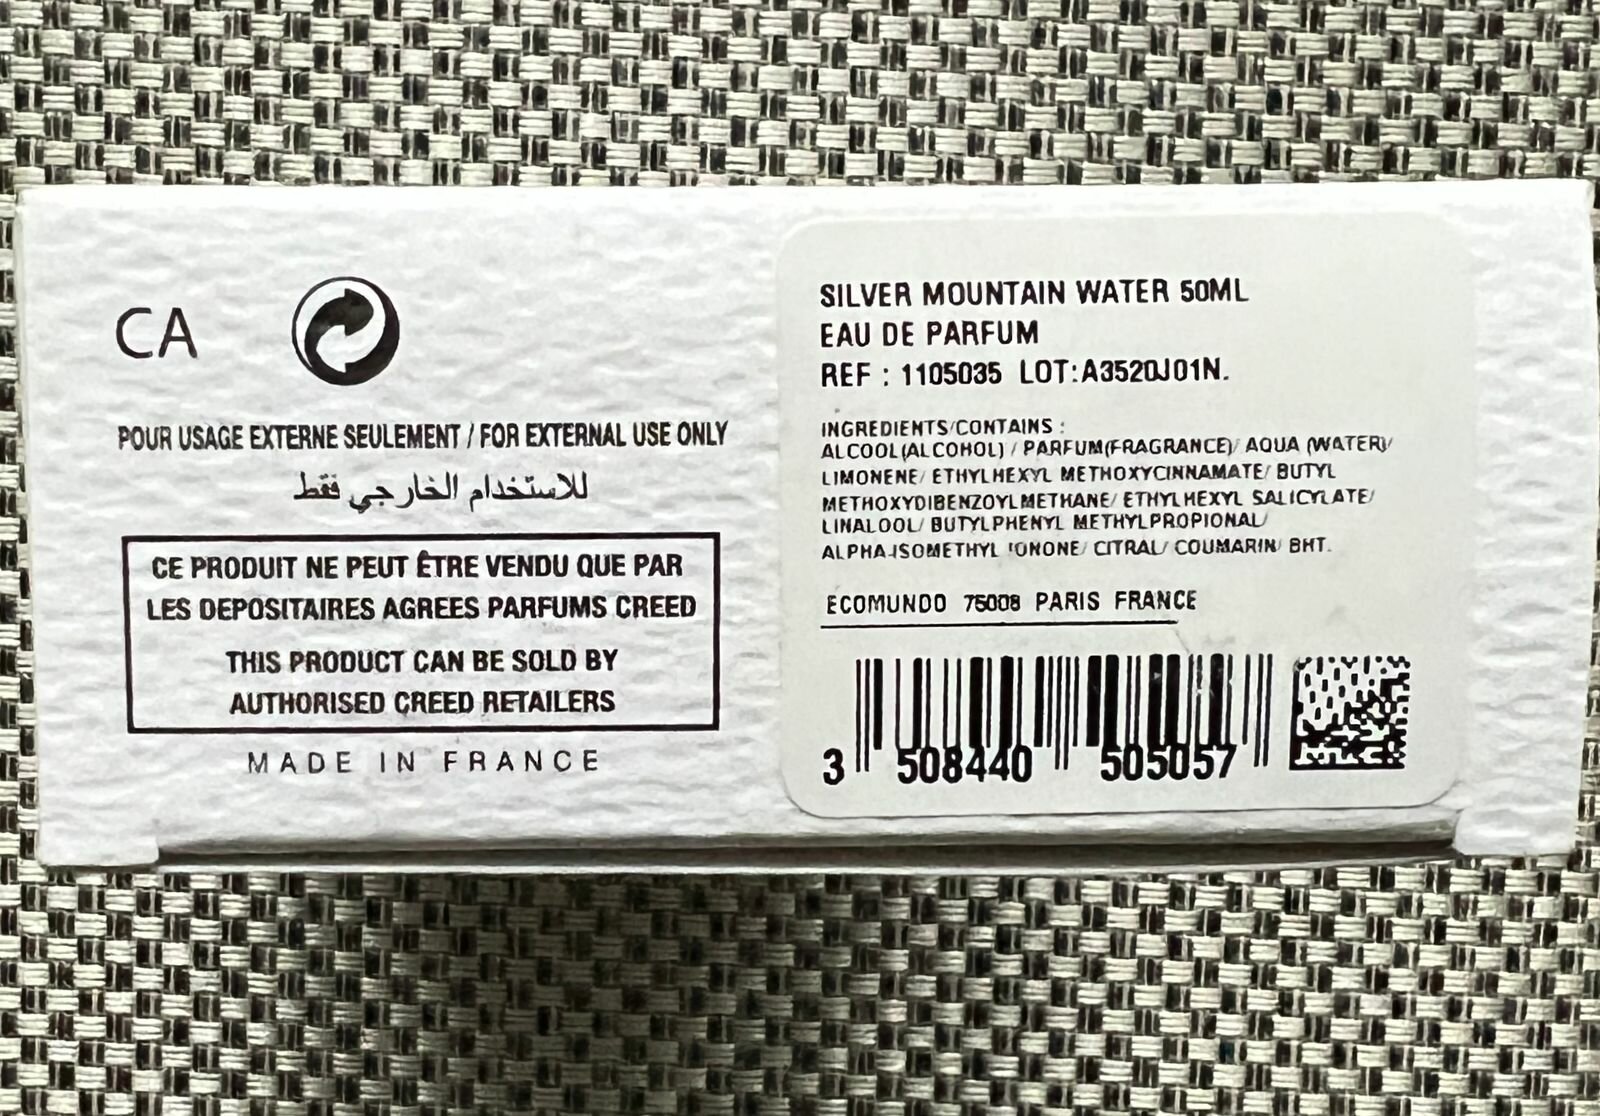 CA
POUR USAGE EXTERNE SEULEMENT / FOR EXTERNAL USE ONLY
للاستخدام الخارجي فقط
CE PRODUIT NE PEUT ÊTRE VENDU QUE PAR
LES DEPOSITAIRES AGREES PARFUMS CREED
THIS PRODUCT CAN BE SOLD BY
AUTHORISED CREED RETAILERS
MADE IN FRANCE
SILVER MOUNTAIN WATER 50ML
EAU DE PARFUM
REF : 1105035 LOT:A3520J01N.
INGREDIENTS/CONTAINS :
ALCOOL(ALCOHOL) / PARFUM(FRAGRANCE)/ AQUA (WATER)/
LIMONENE/ ETHYLHEXYL METHOXYCINNAMATE/ BUTYL
METHOXYDIBENZOYLMETHANE/ ETHYLHEXYL SALICYLATE/
LINALOOL/ BUTYLPHENYL METHYLPROPIONAL/
ALPHA-ISOMETHYL IONONE/ CITRAL/ COUMARIN/ BHT.
ECOMUNDO 75008 PARIS FRANCE
3 508440 505057